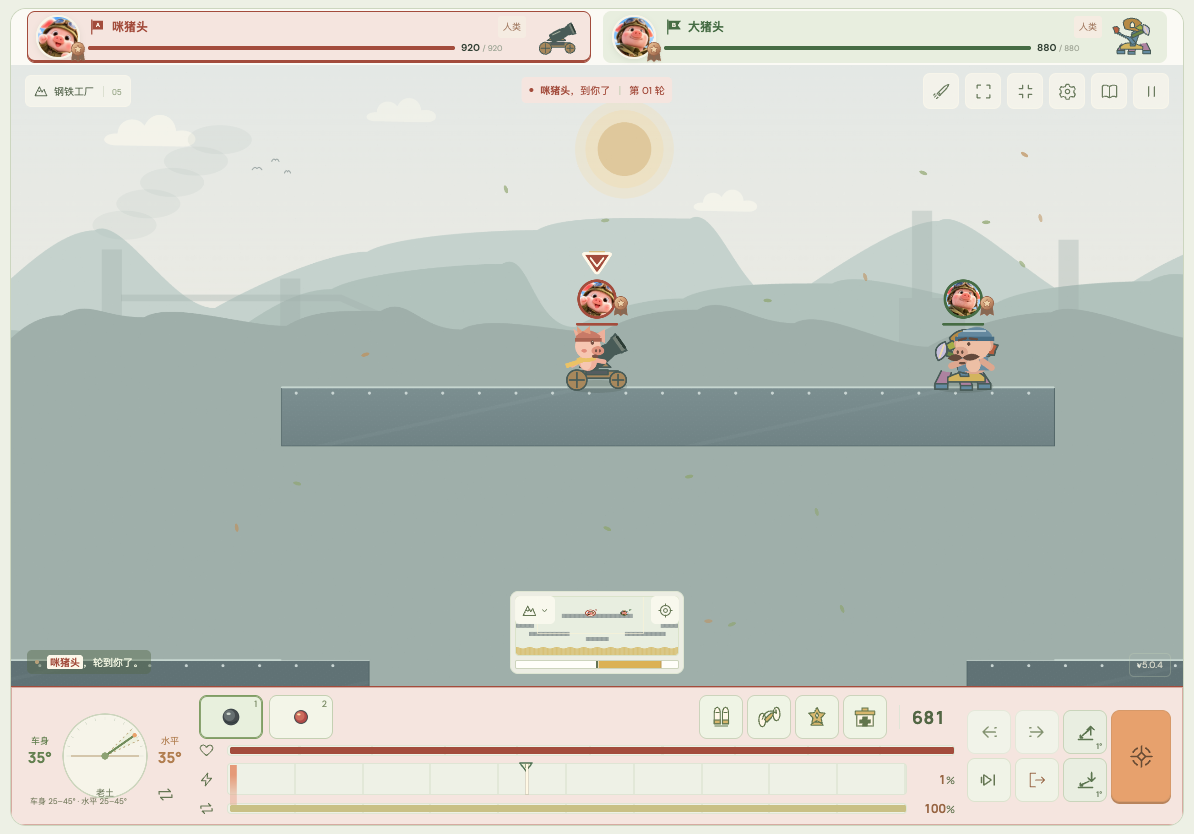 咪猪头
人类
920 / 920
大猪头
人类
880 / 880
钢铁工厂 05
咪猪头，到你了 第 01 轮
咪猪头，轮到你了。
v5.0.4
车身
35°
水平
35°
老土
车身 25–45° · 水平 25–45°
1
2
681
1%
100%
1°
1°